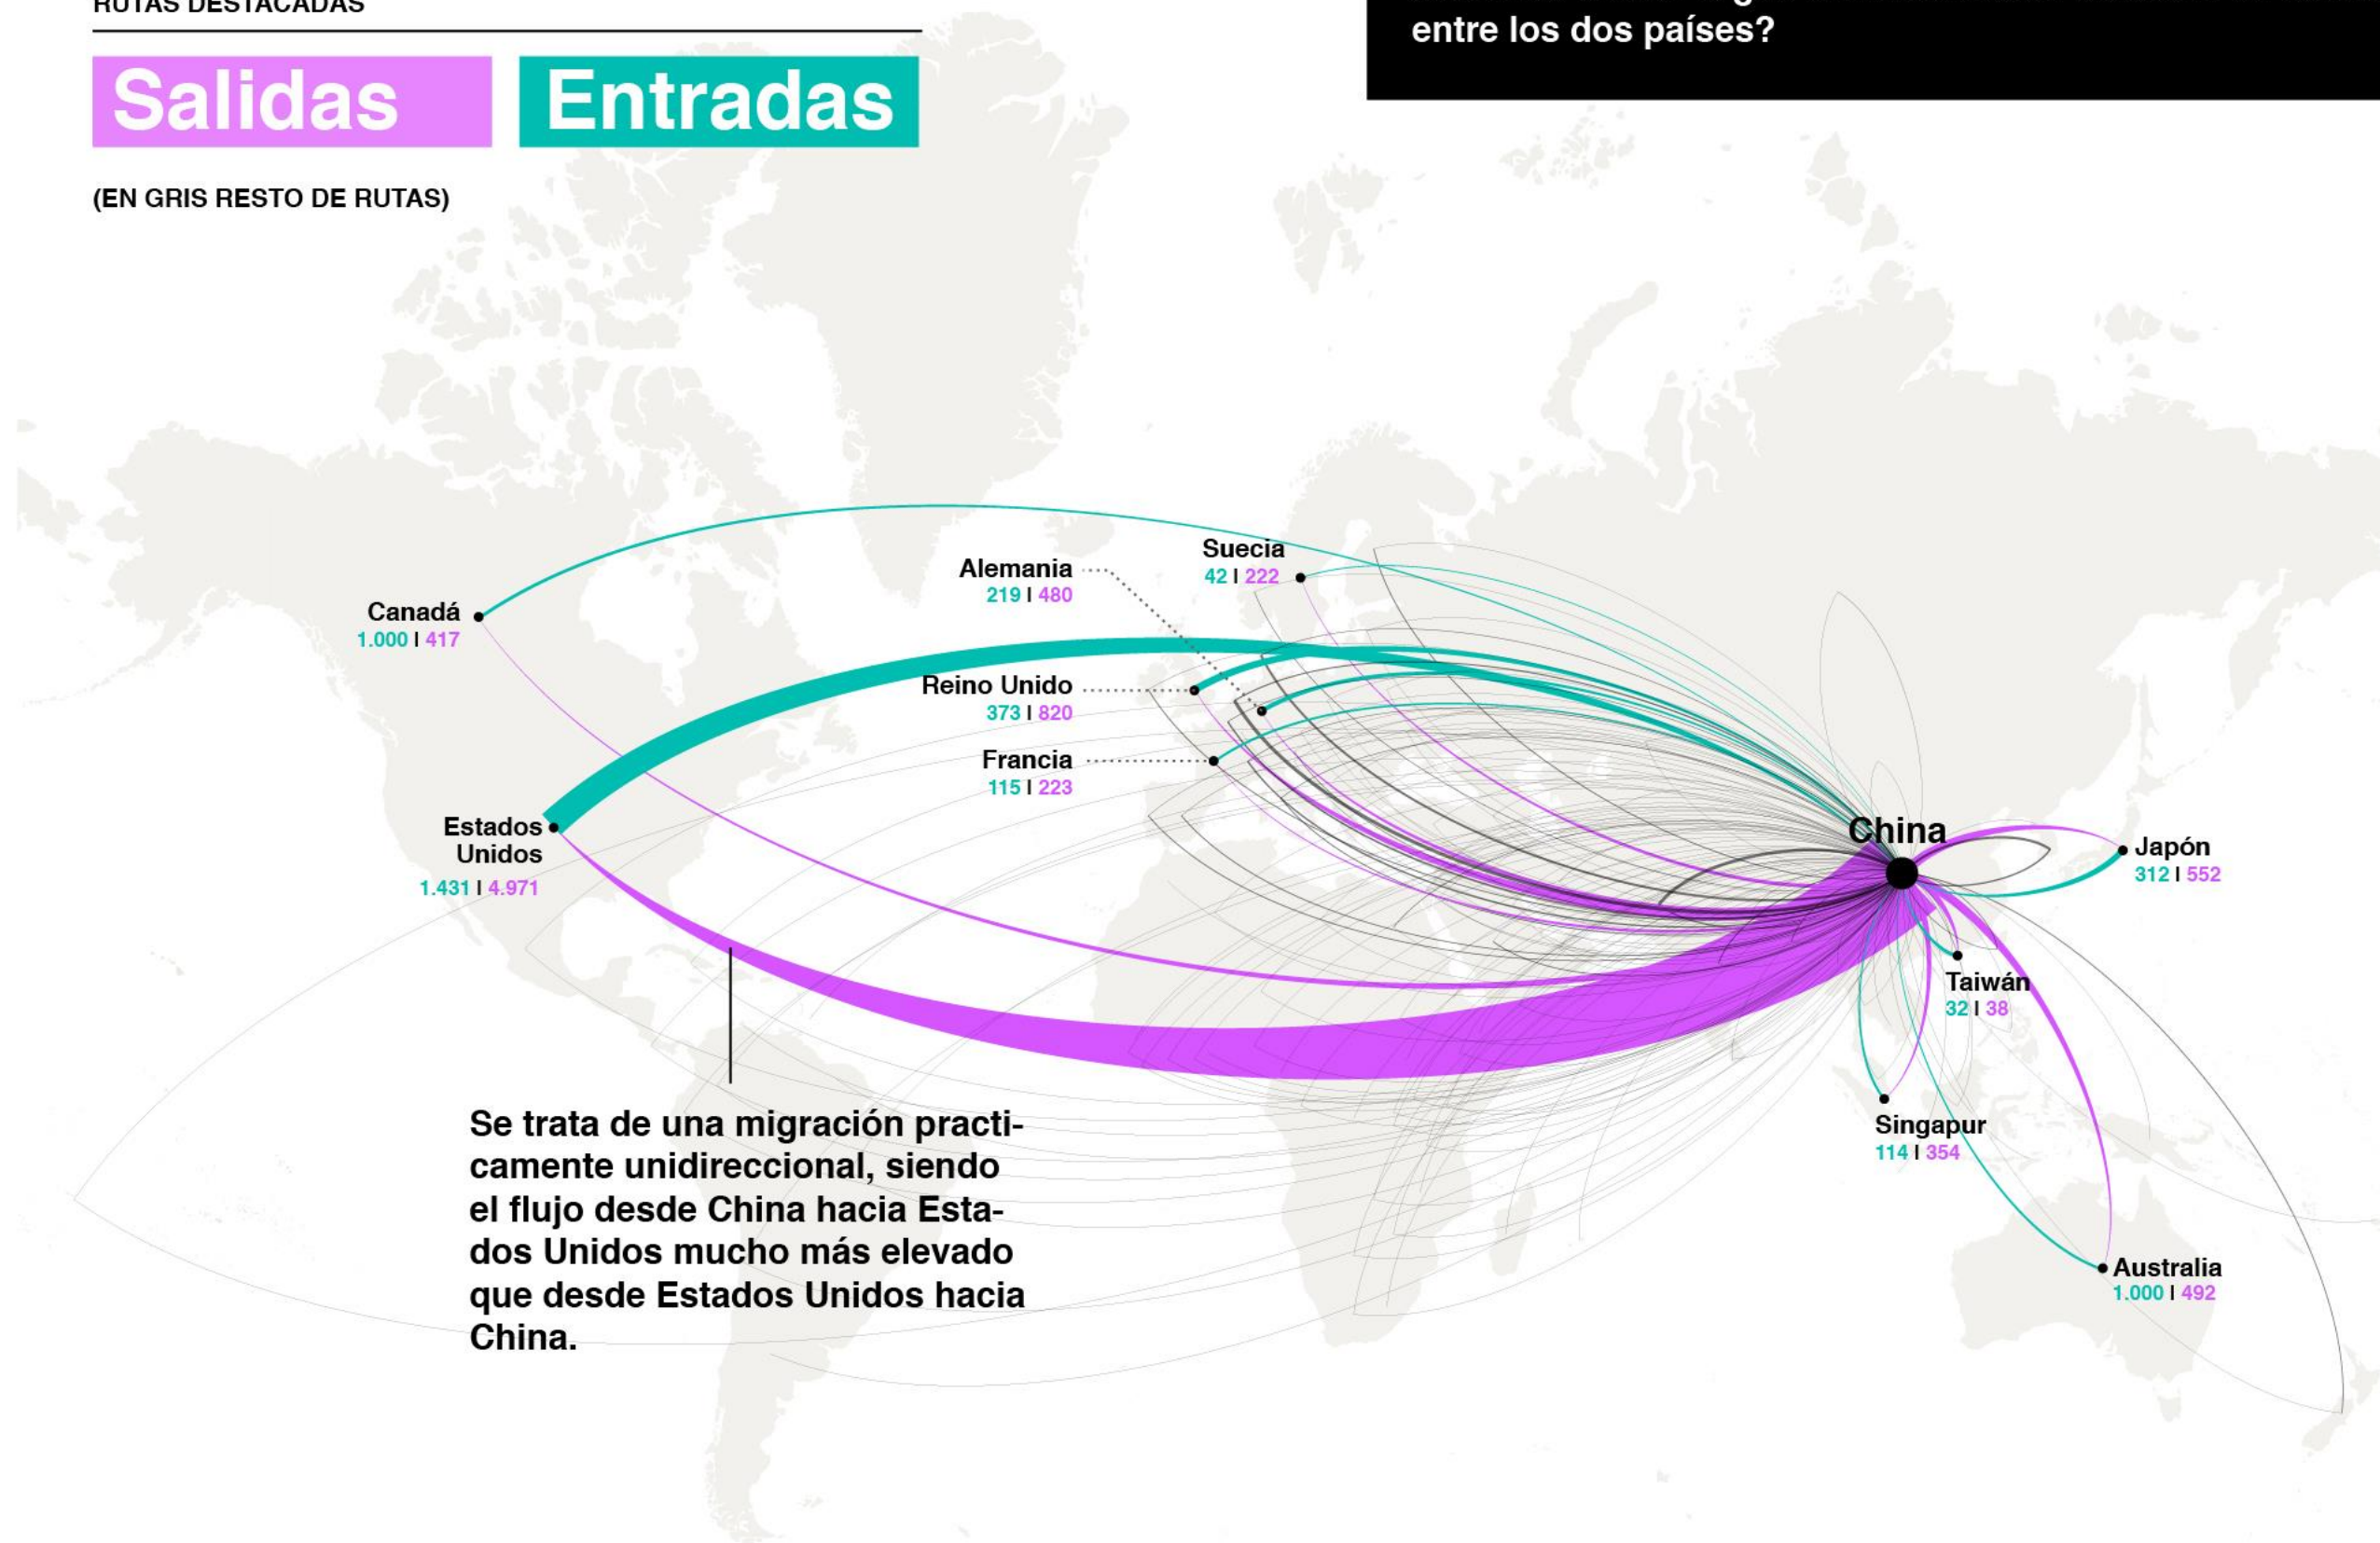 RUTAS DESTACADAS
entre los dos países?
Salidas
Entradas
(EN GRIS RESTO DE RUTAS)
Suecia
42 | 222
Alemania
219 | 480
Canadá
1.000 | 417
Reino Unido
373 | 820
Francia
115 | 223
Estados
Unidos
1.431 | 4.971
China
Japón
312 | 552
Taiwán
32 | 38
Singapur
114 | 354
Australia
1.000 | 492
Se trata de una migración practi-
camente unidireccional, siendo
el flujo desde China hacia Esta-
dos Unidos mucho más elevado
que desde Estados Unidos hacia
China.